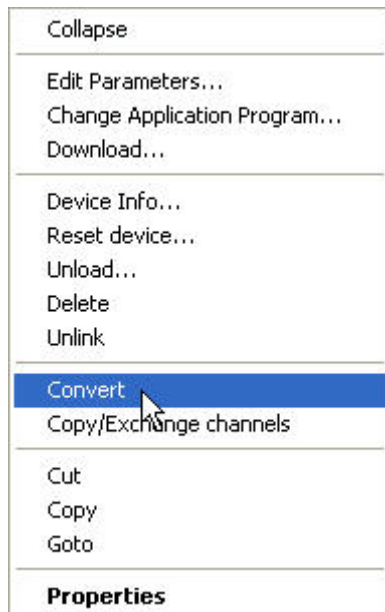 Collapse
Edit Parameters...
Change Application Program...
Download...
Device Info...
Reset device...
Unload...
Delete
Unlink
Convert
Copy/Exchange channels
Cut
Copy
Goto
Properties